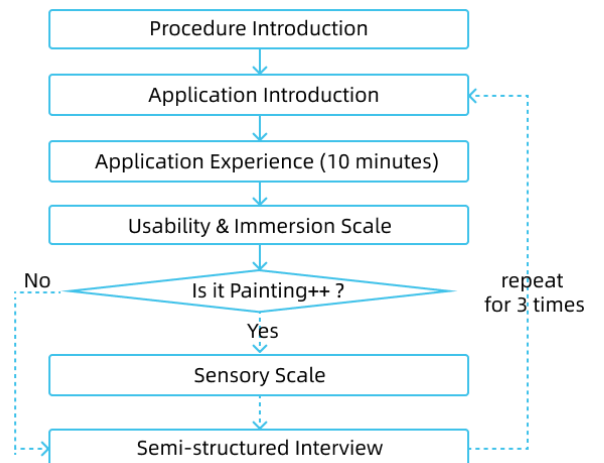 Procedure Introduction
Application Introduction
Application Experience (10 minutes)
Usability & Immersion Scale
Is it Painting++ ?
No
repeat
for 3 times
Yes
Sensory Scale
Semi-structured Interview